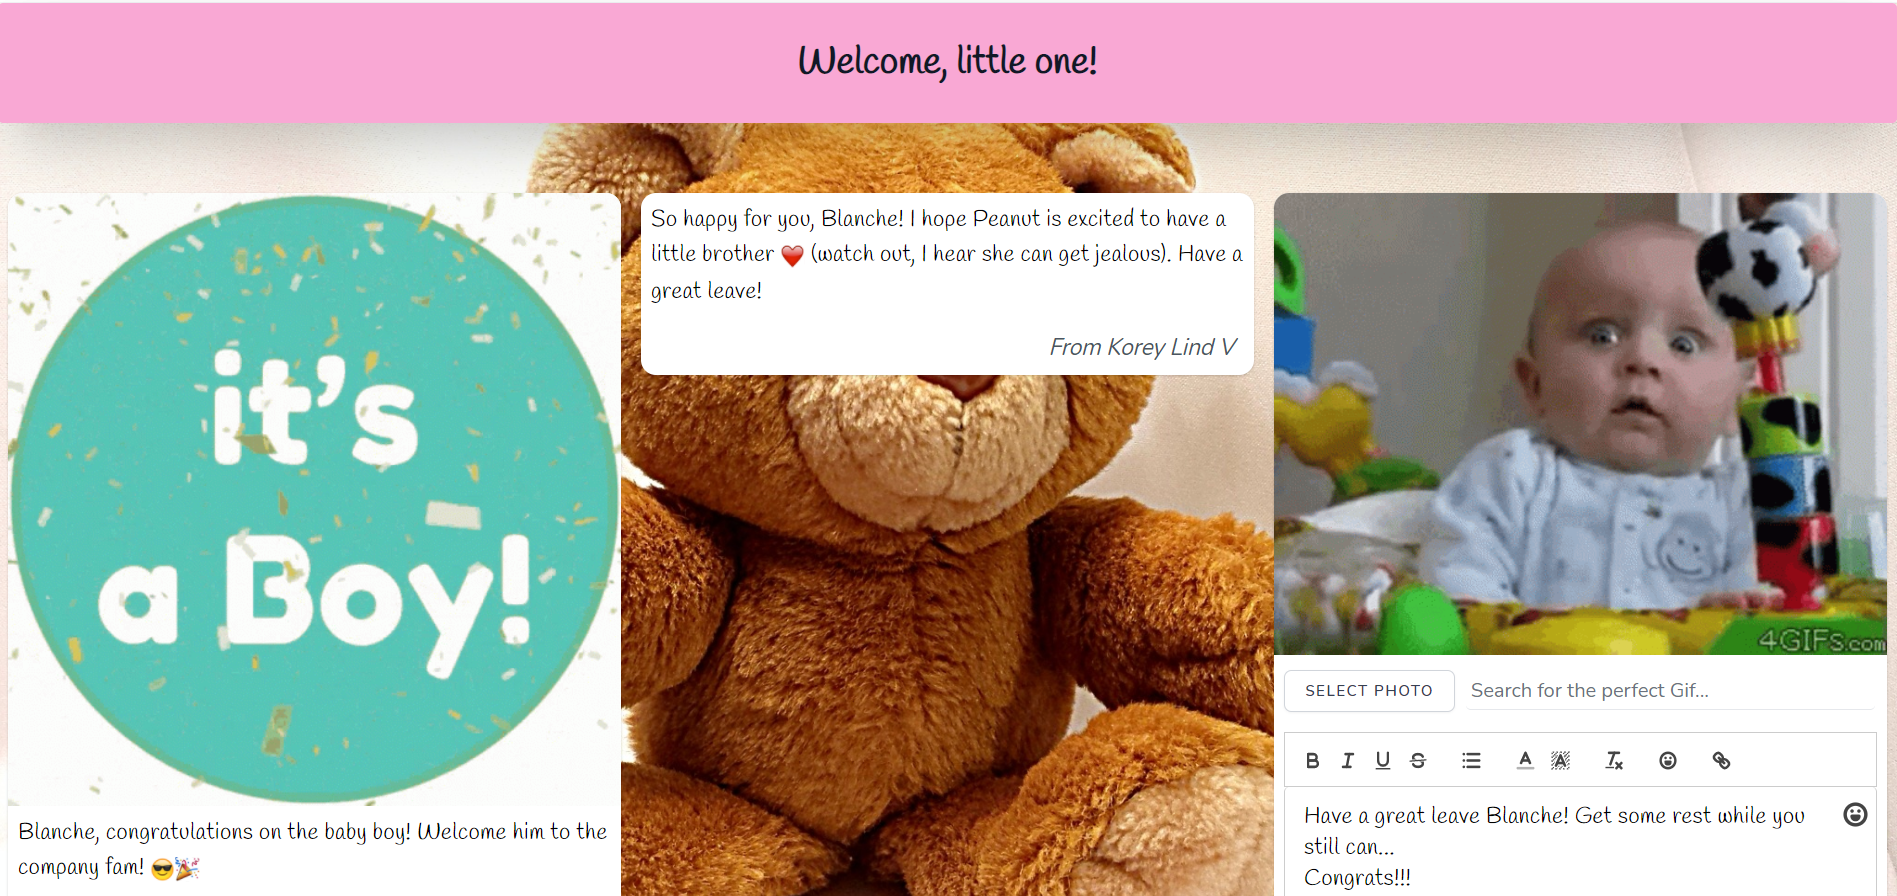 Welcome, little one!
it's
a Boy!
Blanche, congratulations on the baby boy! Welcome him to the
company fam! 😎🎉
So happy for you, Blanche! I hope Peanut is excited to have a
little brother ❤️ (watch out, I hear she can get jealous). Have a
great leave!
From Korey Lind V
4GIFs.com
SELECT PHOTO
Search for the perfect Gif...
Have a great leave Blanche! Get some rest while you
still can...
Congrats!!!